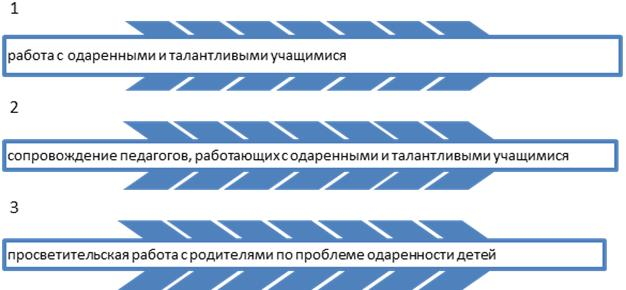 1
работа с одаренными и талантливыми учащимися
2
сопровождение педагогов, работающих с одаренными и талантливыми учащимися
3
просветительская работа с родителями по проблеме одаренности детей